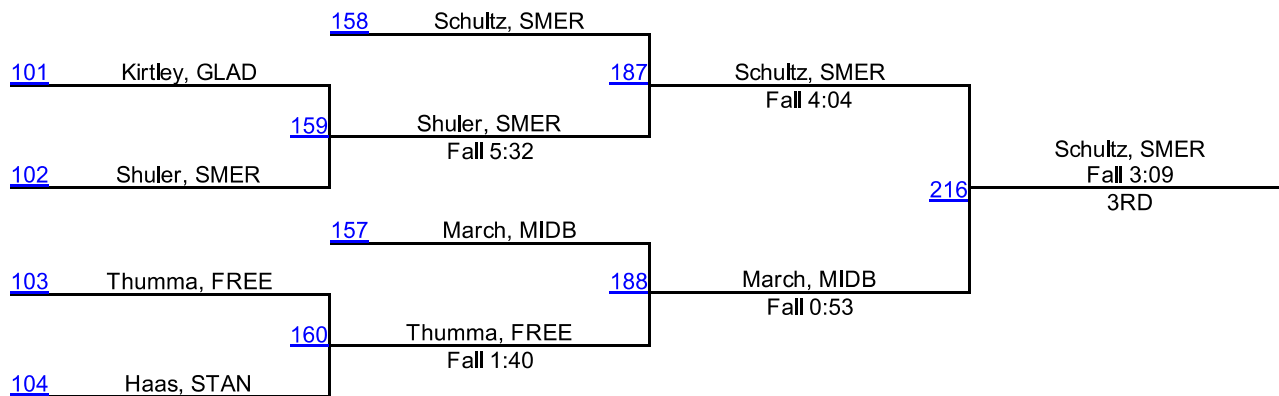 158 Schultz, SMER
101 Kirtley, GLAD
187 Schultz, SMER
Fall 4:04
159 Shuler, SMER
Fall 5:32
102 Shuler, SMER
Schultz, SMER
Fall 3:09
216
3RD
157 March, MIDB
103 Thumma, FREE
188 March, MIDB
Fall 0:53
160 Thumma, FREE
Fall 1:40
104 Haas, STAN